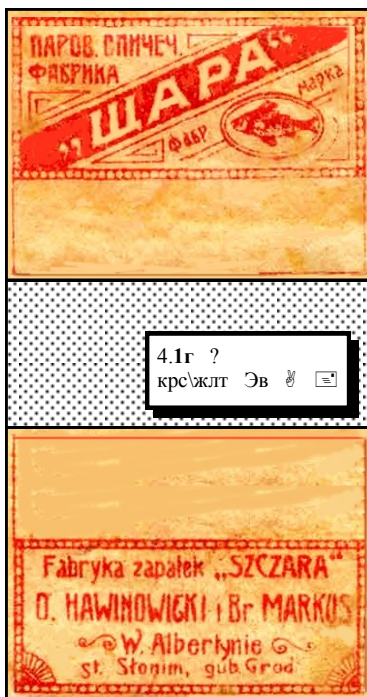 ПАРОВ. СПИЧЕЧ.
ФАБРИКА
„ШАРА“
фабр марка
4.1г ?
крс\жлт Эв ✌ 🖃
Fabryka zapałek „SZCZARA“
O. HAWINOWICKI i Br. MARKUS
W. Albertynie
st. Słonim, gub. Grod